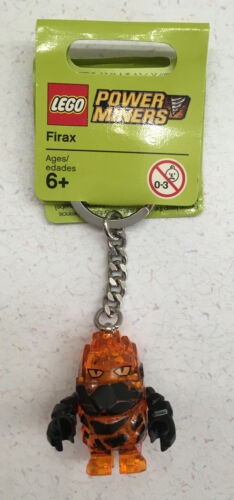 LEGO
POWER
MINERS
Firax
Ages/
edades
6+
0-3